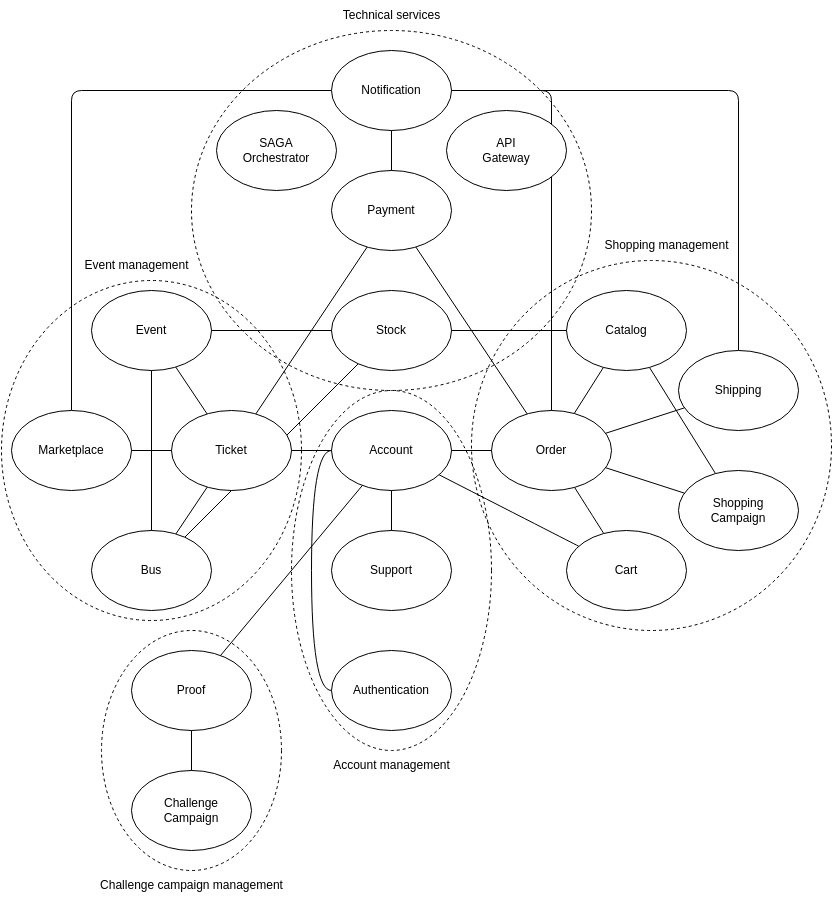 Technical services
Notification
SAGA
Orchestrator
API
Gateway
Payment
Shopping management
Event management
Event
Stock
Catalog
Shipping
Marketplace
Ticket
Account
Order
Shopping
Campaign
Bus
Support
Cart
Proof
Authentication
Account management
Challenge
Campaign
Challenge campaign management